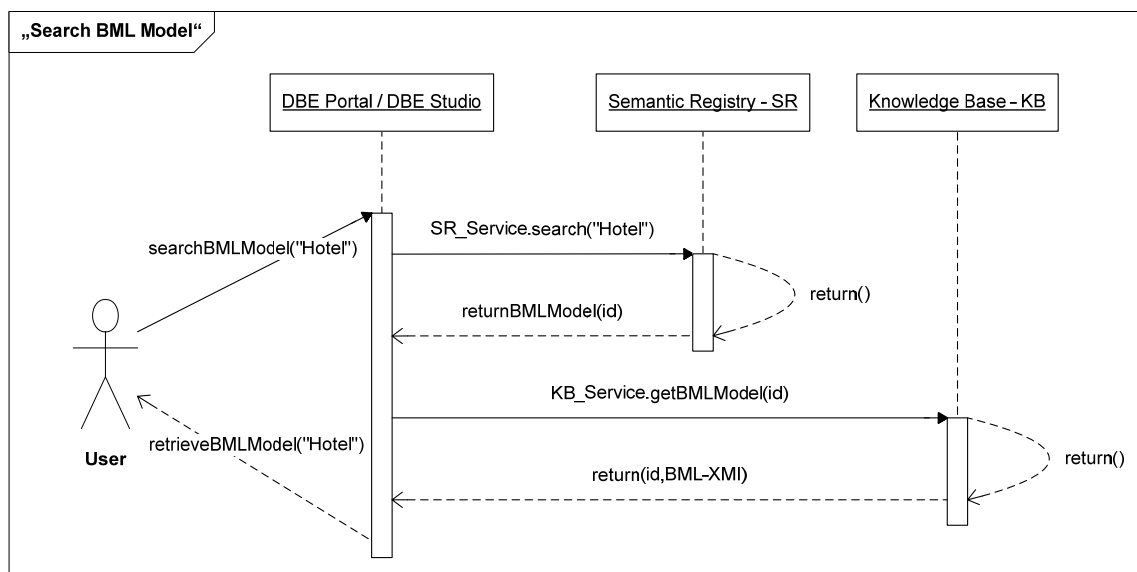 „Search BML Model“
DBE Portal / DBE Studio
Semantic Registry - SR
Knowledge Base - KB
SR_Service.search("Hotel")
searchBMLModel("Hotel")
return()
returnBMLModel(id)
KB_Service.getBMLModel(id)
retrieveBMLModel("Hotel")
User
return()
return(id,BML-XMI)